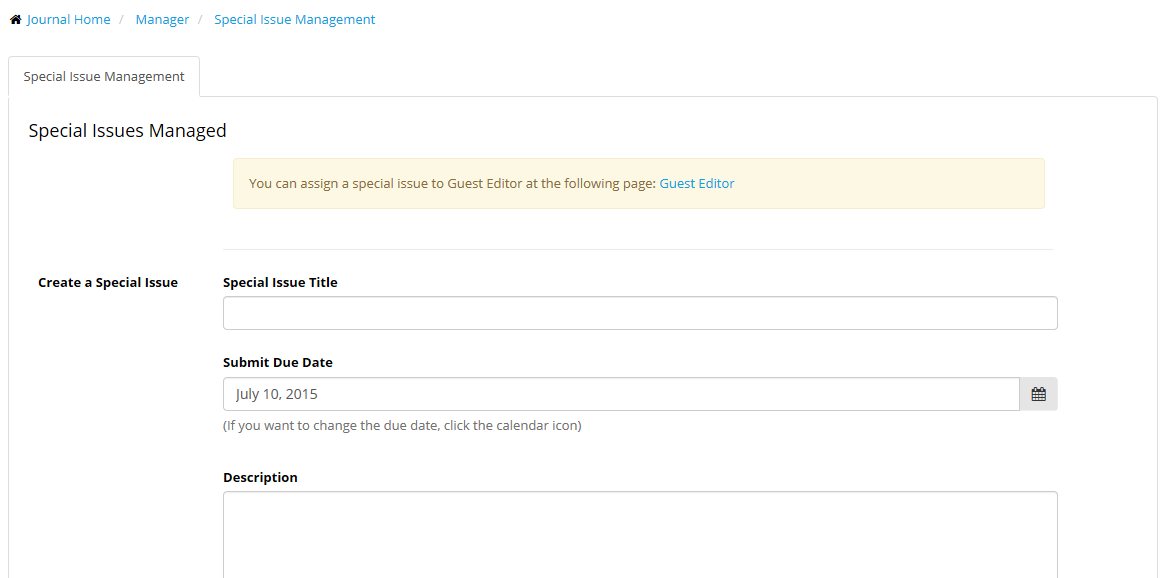 Journal Home / Manager / Special Issue Management
Special Issue Management
Special Issues Managed
You can assign a special issue to Guest Editor at the following page: Guest Editor
Create a Special Issue
Special Issue Title
Submit Due Date
July 10, 2015
(If you want to change the due date, click the calendar icon)
Description